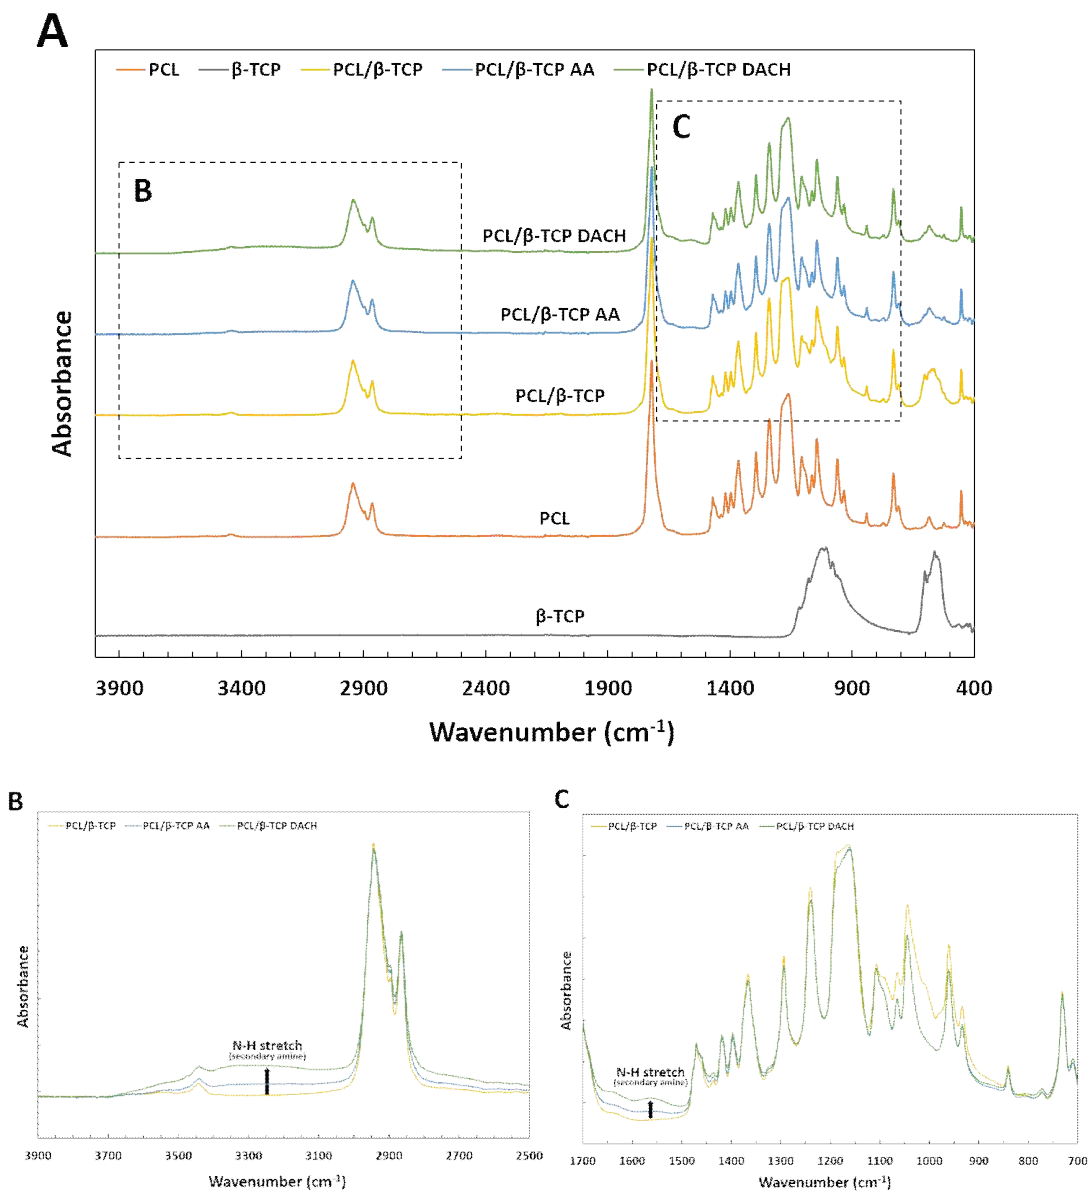 A
PCL β-TCP PCL/β-TCP PCL/β-TCP AA PCL/β-TCP DACH
B
C
PCL/β-TCP DACH
PCL/β-TCP AA
PCL/β-TCP
PCL
β-TCP
Absorbance
3900 3400 2900 2400 1900 1400 900 400
Wavenumber (cm⁻¹)
B
PCL/β-TCP PCL/β-TCP AA PCL/β-TCP DACH
N-H stretch
(secondary amine)
Absorbance
3900 3700 3500 3300 3100 2900 2700 2500
Wavenumber (cm⁻¹)
C
PCL/β-TCP PCL/β-TCP AA PCL/β-TCP DACH
N-H stretch
(secondary amine)
Absorbance
1700 1600 1500 1400 1300 1200 1100 1000 900 800 700
Wavenumber (cm⁻¹)